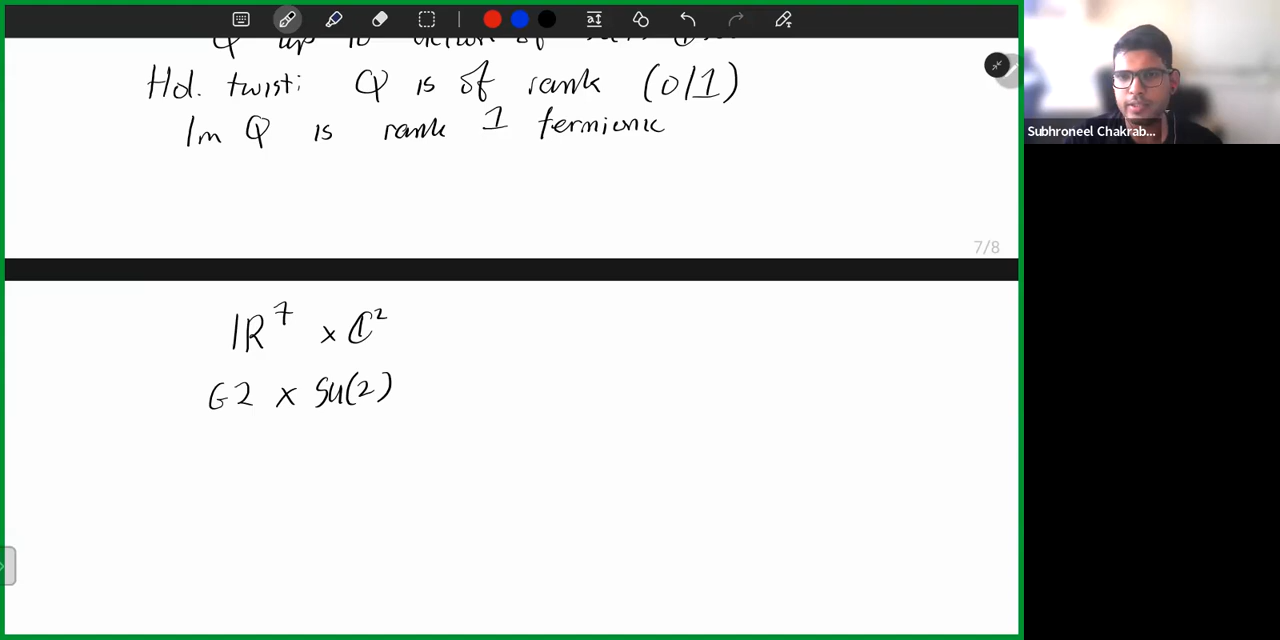 Hol. twist: Q is of rank (0|1)
Im Q is rank 1 fermionic
7/8
ℝ⁷ × ℂ²
G2 × SU(2)
Subhroneel Chakrab...